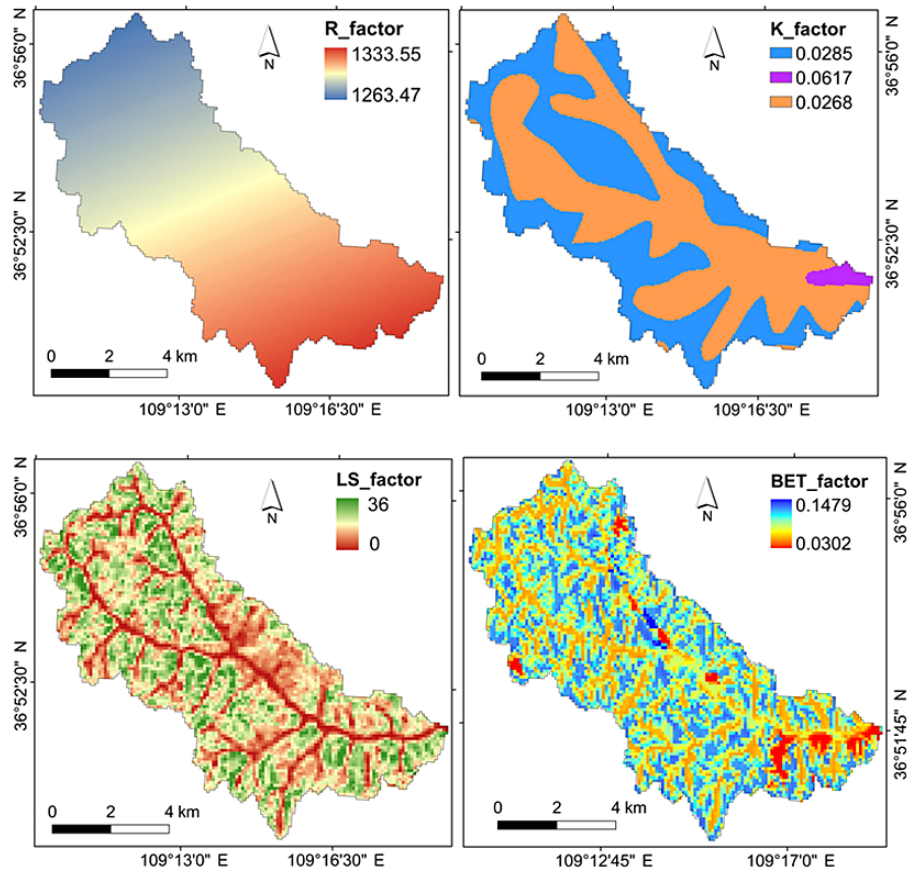 R_factor
1333.55
1263.47
N
36°56'0" N
36°52'30" N
0 2 4 km
109°13'0" E
109°16'30" E
K_factor
0.0285
0.0617
0.0268
N
36°56'0" N
36°52'30" N
0 2 4 km
109°13'0" E
109°16'30" E
LS_factor
36
0
N
36°56'0" N
36°52'30" N
0 2 4 km
109°13'0" E
109°16'30" E
BET_factor
0.1479
0.0302
N
36°56'0" N
36°51'45" N
0 2 4 km
109°12'45" E
109°17'0" E